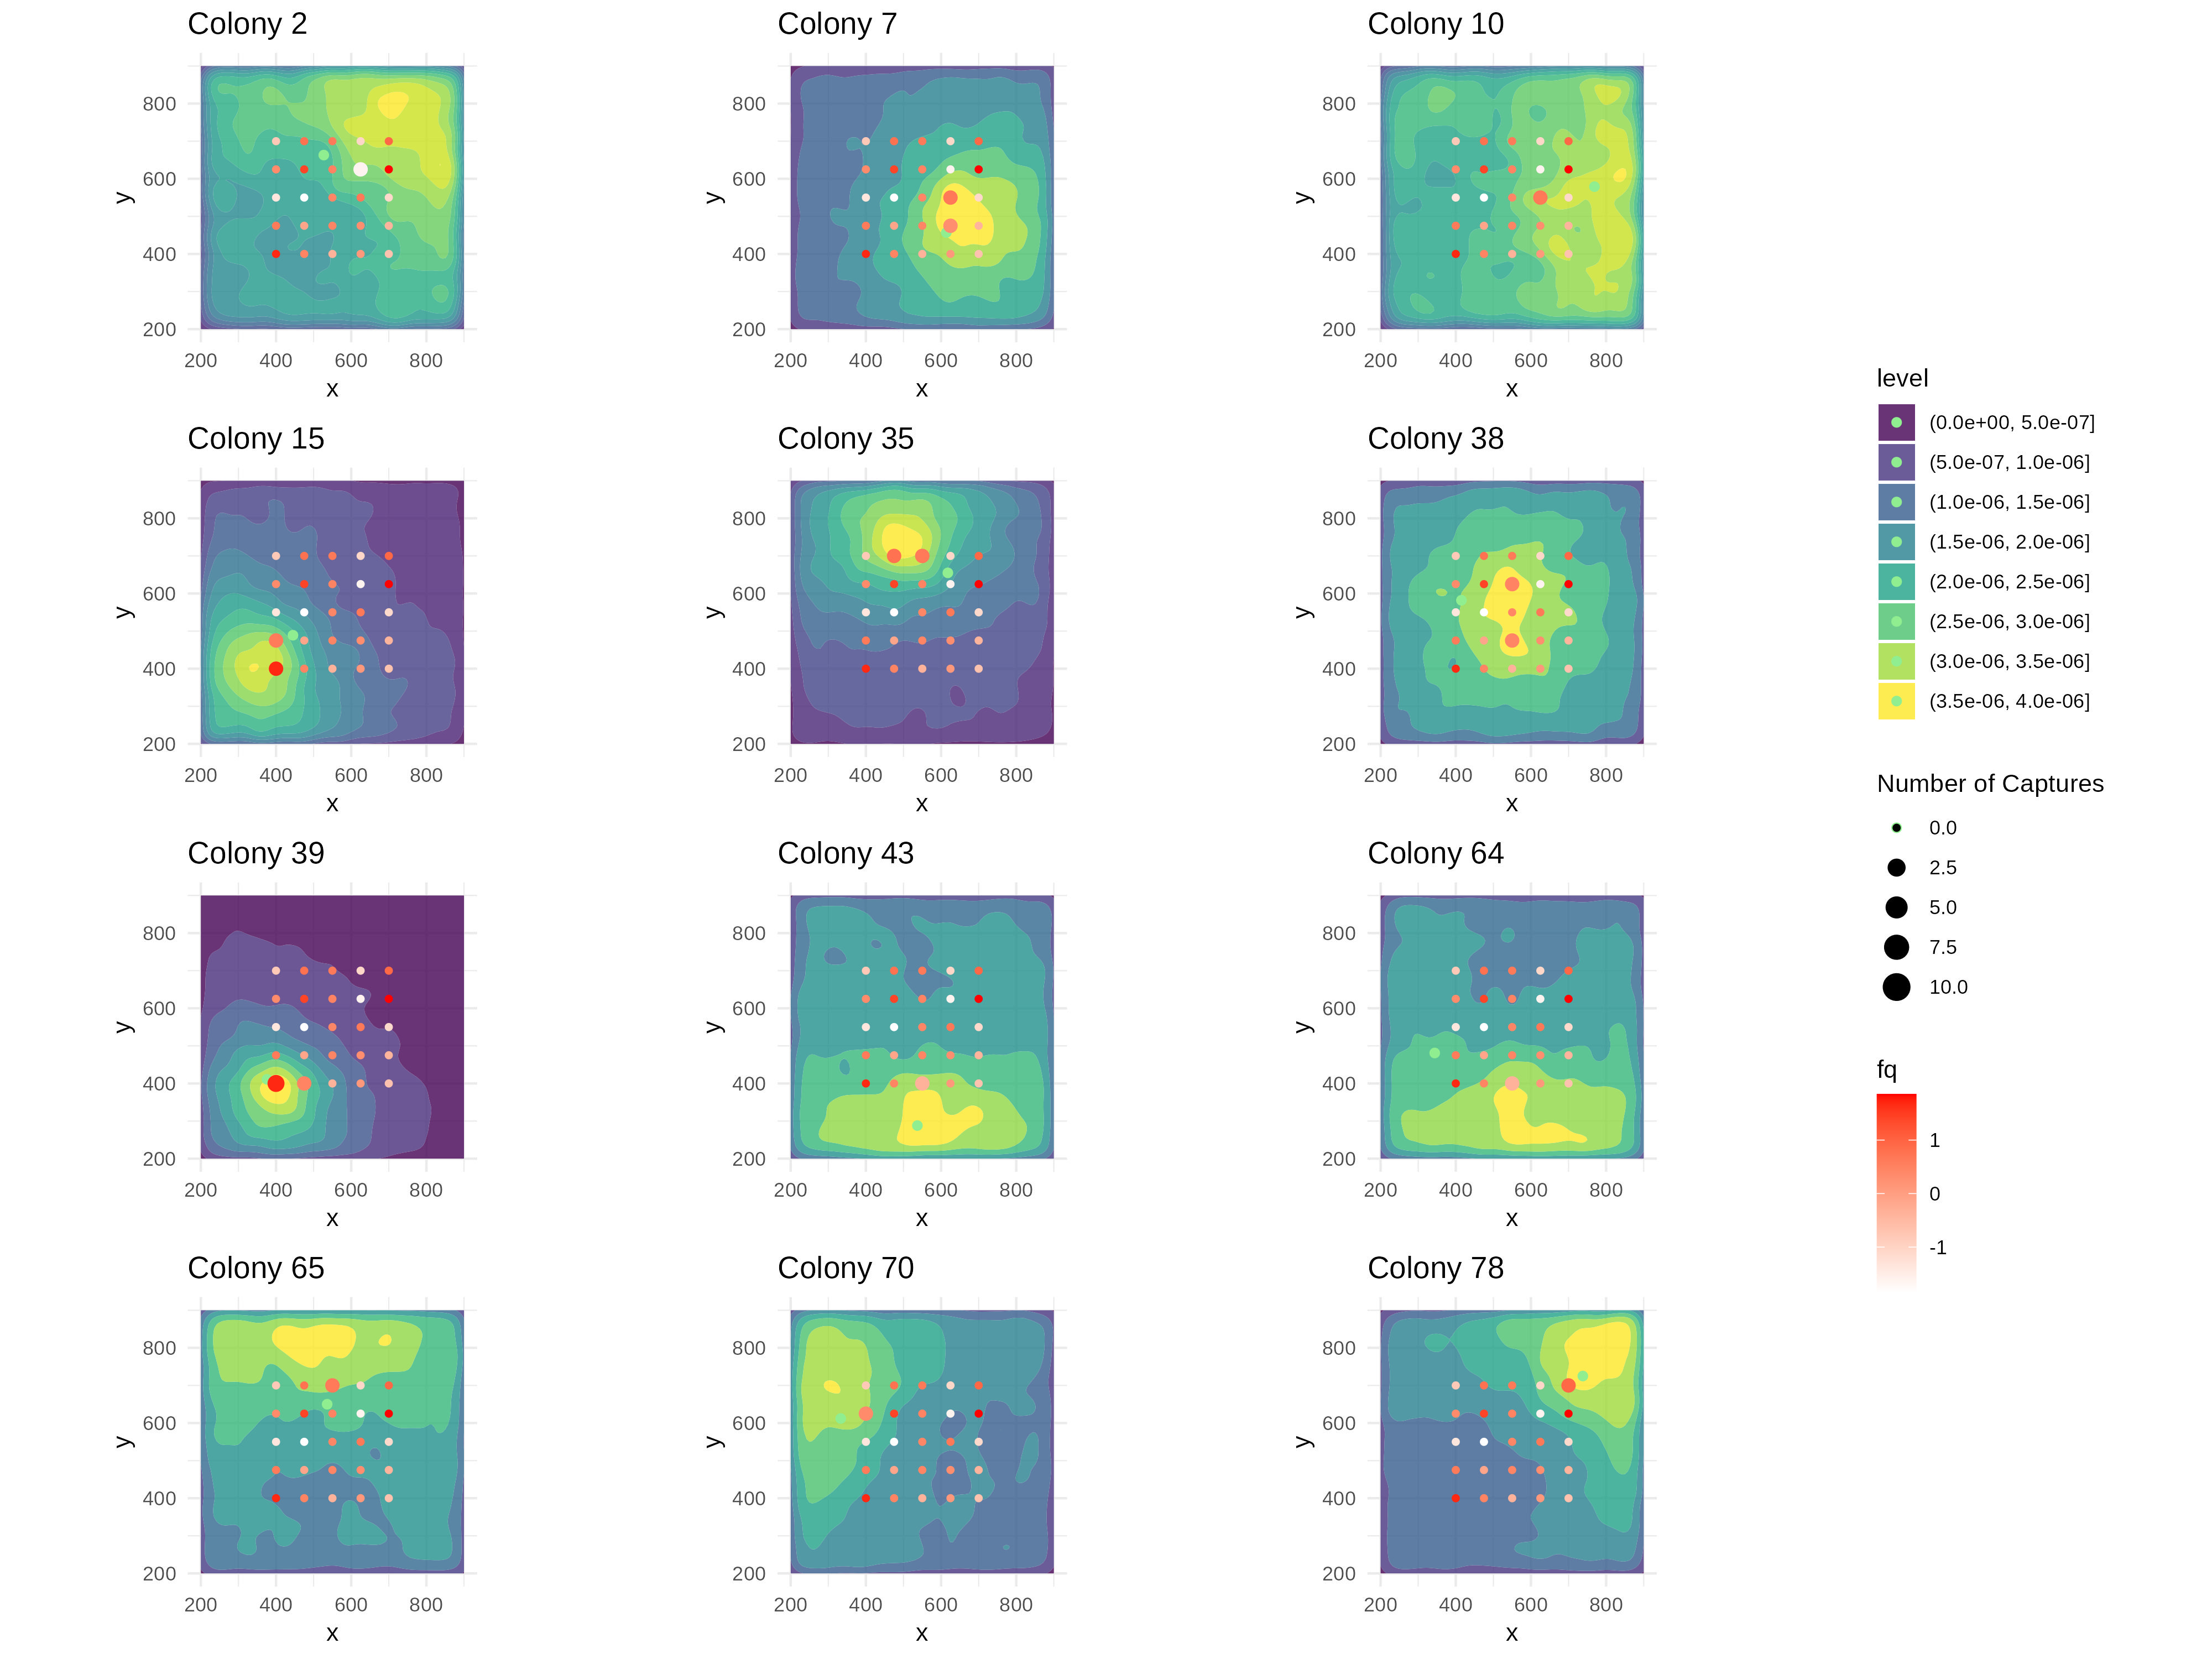 Colony 2
y
800
600
400
200
200 400 600 800
x
Colony 7
y
800
600
400
200
200 400 600 800
x
Colony 10
y
800
600
400
200
200 400 600 800
x
Colony 15
y
800
600
400
200
200 400 600 800
x
Colony 35
y
800
600
400
200
200 400 600 800
x
Colony 38
y
800
600
400
200
200 400 600 800
x
Colony 39
y
800
600
400
200
200 400 600 800
x
Colony 43
y
800
600
400
200
200 400 600 800
x
Colony 64
y
800
600
400
200
200 400 600 800
x
Colony 65
y
800
600
400
200
200 400 600 800
x
Colony 70
y
800
600
400
200
200 400 600 800
x
Colony 78
y
800
600
400
200
200 400 600 800
x
level
(0.0e+00, 5.0e-07]
(5.0e-07, 1.0e-06]
(1.0e-06, 1.5e-06]
(1.5e-06, 2.0e-06]
(2.0e-06, 2.5e-06]
(2.5e-06, 3.0e-06]
(3.0e-06, 3.5e-06]
(3.5e-06, 4.0e-06]
Number of Captures
0.0
2.5
5.0
7.5
10.0
fq
1
0
-1